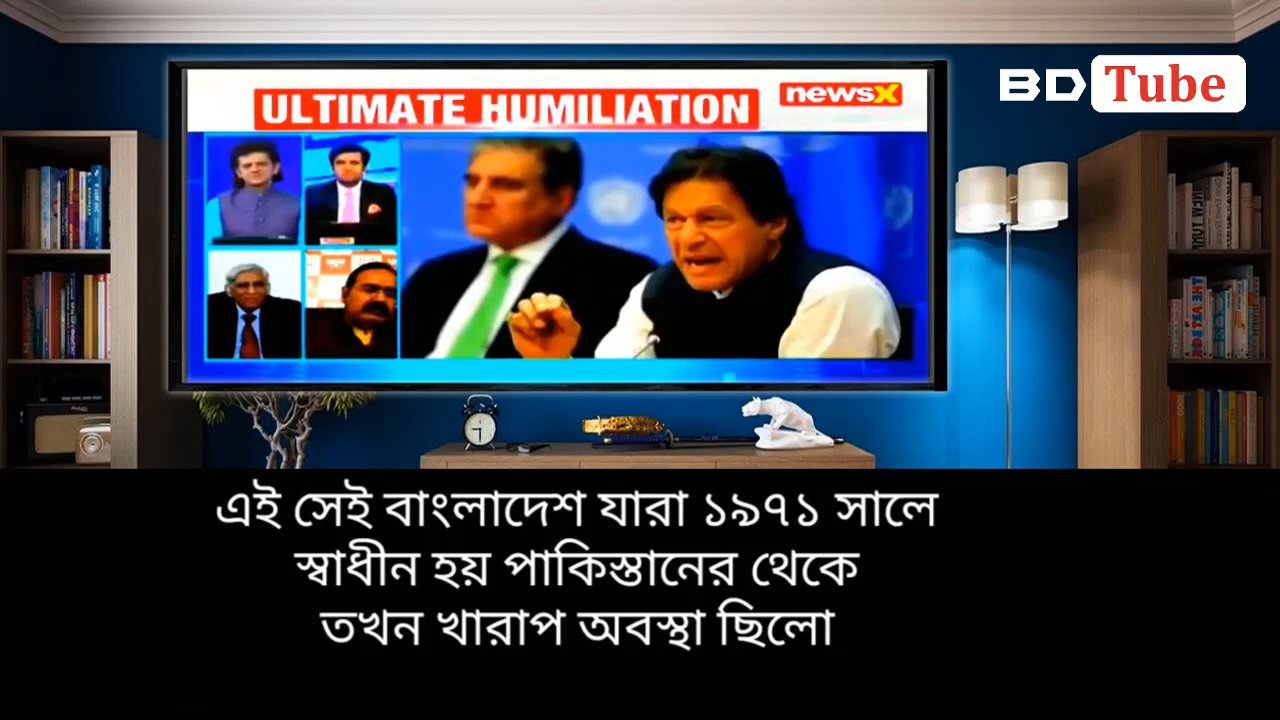 newsX
ULTIMATE HUMILIATION
BD Tube
এই সেই বাংলাদেশ যারা ১৯৭১ সালে
স্বাধীন হয় পাকিস্তানের থেকে
তখন খারাপ অবস্থা ছিলো